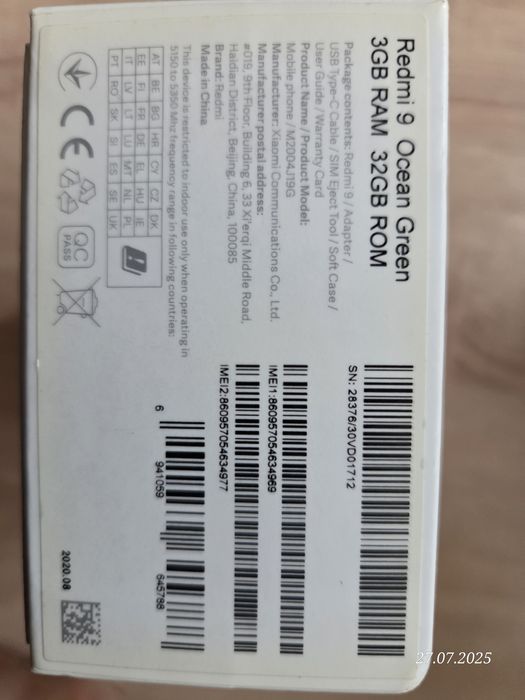 Redmi 9 Ocean Green
3GB RAM 32GB ROM
Package contents: Redmi 9 / Adapter /
USB Type-C Cable / SIM Eject Tool / Soft Case /
User Guide / Warranty Card
Product Name / Product Model:
Mobile phone / M2004J19G
Manufacturer: Xiaomi Communications Co., Ltd.
Manufacturer postal address:
#019, 9th Floor, Building 6, 33 Xi'erqi Middle Road,
Haidian District, Beijing, China, 100085
Brand: Redmi
Made in China
This device is restricted to indoor use only when operating in
5150 to 5350 Mhz frequency range in following countries:
AT BE BG HR CY CZ DK
EE FI FR DE EL HU IE
IT LV LT LU MT NL PL
PT RO SK SI ES SE UK
CE
QC
PASS
SN: 28376/30VD01712
IMEI1:860957054634969
IMEI2:860957054634977
6 941059 645788
2020.08
27.07.2025